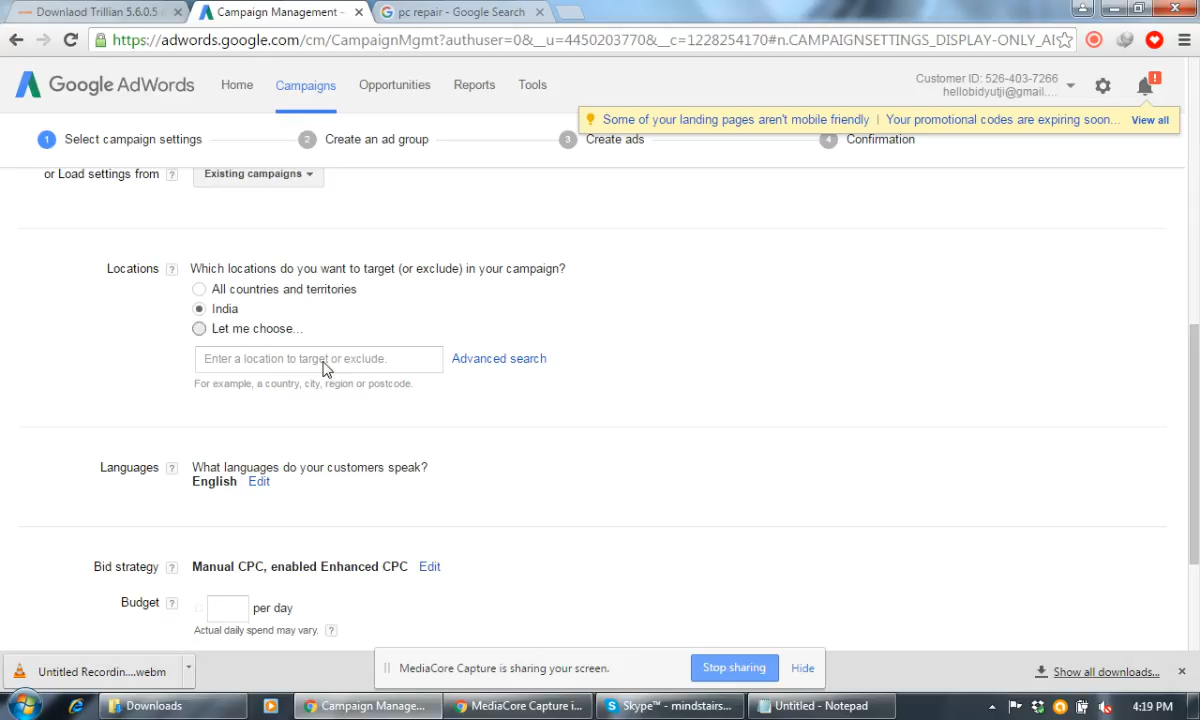 Downlaod Trillian 5.6.0.5
Campaign Management –
pc repair - Google Search
https://adwords.google.com/cm/CampaignMgmt?authuser=0&__u=4450203770&__c=1228254170#n.CAMPAIGNSETTINGS_DISPLAY-ONLY_AI
Google AdWords
Home
Campaigns
Opportunities
Reports
Tools
Customer ID: 526-403-7266
hellobidyutji@gmail....
Some of your landing pages aren't mobile friendly | Your promotional codes are expiring soon... View all
1 Select campaign settings
2 Create an ad group
3 Create ads
4 Confirmation
or Load settings from ?
Existing campaigns
Locations ? Which locations do you want to target (or exclude) in your campaign?
All countries and territories
India
Let me choose...
Enter a location to target or exclude.
Advanced search
For example, a country, city, region or postcode.
Languages ? What languages do your customers speak?
English Edit
Bid strategy ? Manual CPC, enabled Enhanced CPC Edit
Budget ? per day
Actual daily spend may vary. ?
Untitled Recordin....webm
MediaCore Capture is sharing your screen.
Stop sharing
Hide
Show all downloads...
Downloads
Campaign Manage...
MediaCore Capture i...
Skype™ - mindstairs...
Untitled - Notepad
4:19 PM